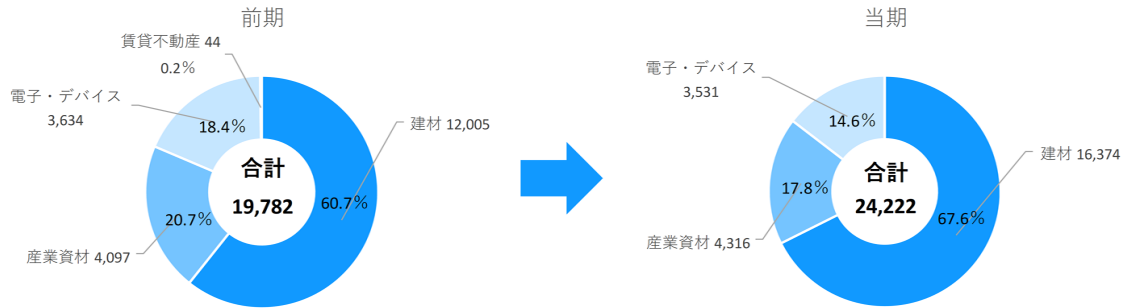 前期
賃貸不動産 44
0.2%
電子・デバイス
3,634
18.4%
建材 12,005
合計
19,782
60.7%
20.7%
産業資材 4,097
当期
電子・デバイス
3,531
14.6%
建材 16,374
合計
24,222
17.8%
67.6%
産業資材 4,316